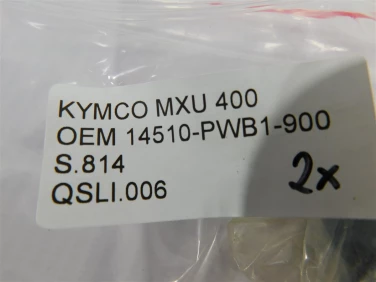 KYMCO MXU 400
OEM 14510-PWB1-900
S.814
QSLI.006
2x